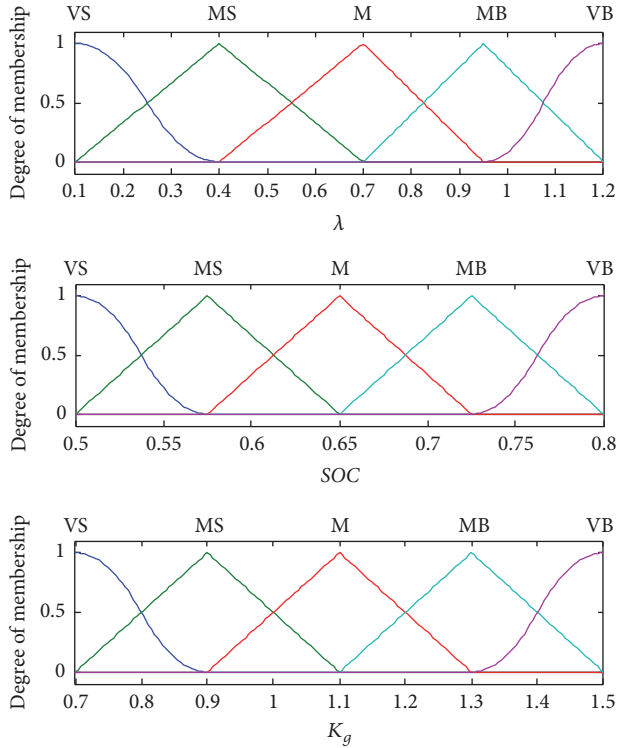 VS MS M MB VB
Degree of membership
1
0.5
0
0.1 0.2 0.3 0.4 0.5 0.6 0.7 0.8 0.9 1 1.1 1.2
λ
VS MS M MB VB
Degree of membership
1
0.5
0
0.5 0.55 0.6 0.65 0.7 0.75 0.8
SOC
VS MS M MB VB
Degree of membership
1
0.5
0
0.7 0.8 0.9 1 1.1 1.2 1.3 1.4 1.5
K_g